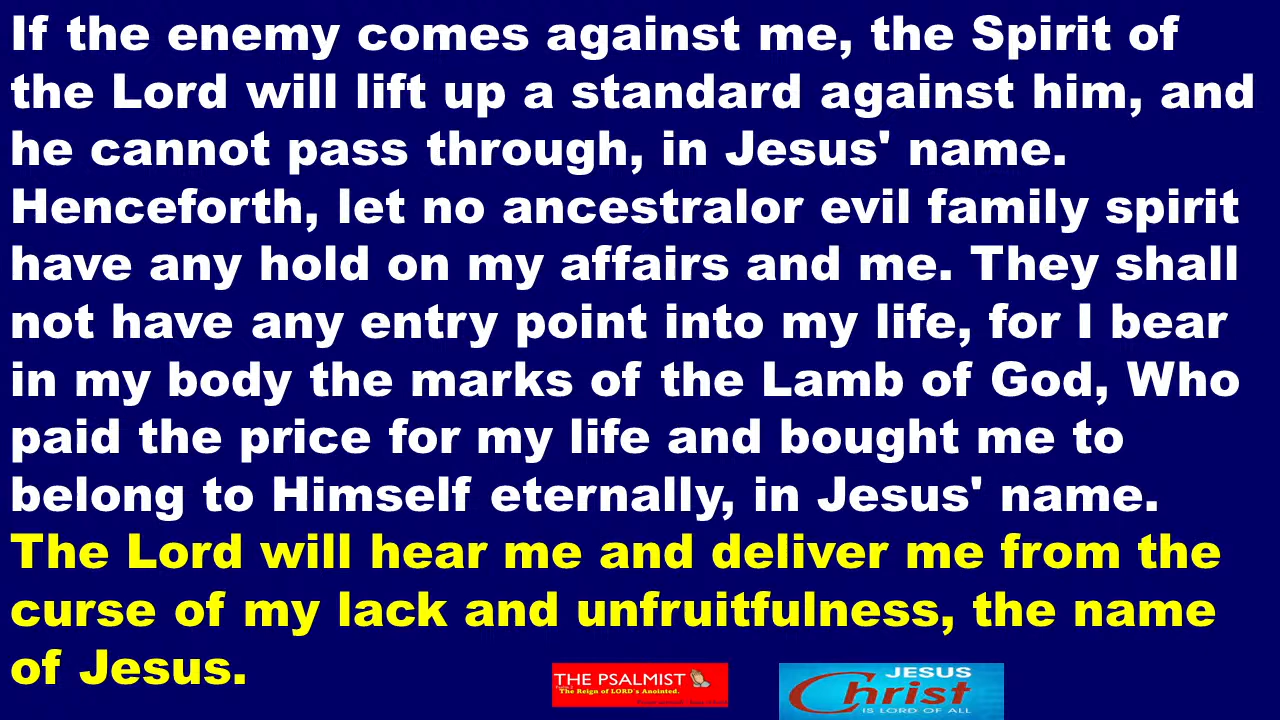 If the enemy comes against me, the Spirit of
the Lord will lift up a standard against him, and
he cannot pass through, in Jesus' name.
Henceforth, let no ancestralor evil family spirit
have any hold on my affairs and me. They shall
not have any entry point into my life, for I bear
in my body the marks of the Lamb of God, Who
paid the price for my life and bought me to
belong to Himself eternally, in Jesus' name.
The Lord will hear me and deliver me from the
curse of my lack and unfruitfulness, the name
of Jesus.
THE PSALMIST
The Reign of LORD's Anointed.
JESUS
Christ
IS LORD OF ALL